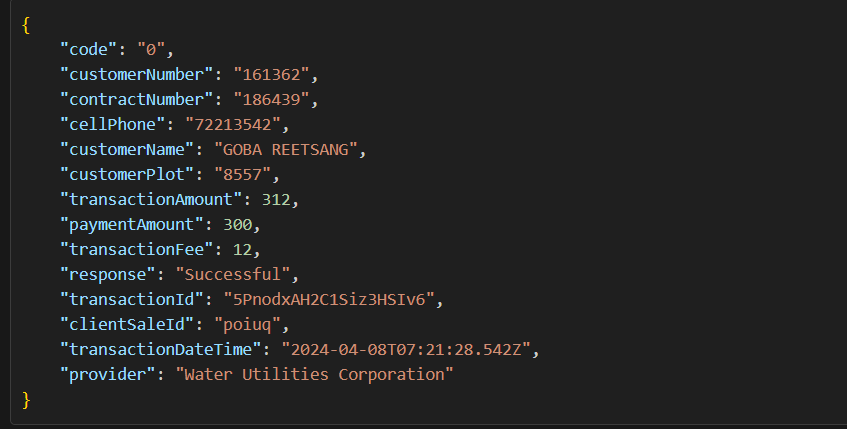 {
"code": "0",
"customerNumber": "161362",
"contractNumber": "186439",
"cellPhone": "72213542",
"customerName": "GOBA REETSANG",
"customerPlot": "8557",
"transactionAmount": 312,
"paymentAmount": 300,
"transactionFee": 12,
"response": "Successful",
"transactionId": "5PnodxAH2C1Siz3HSIv6",
"clientSaleId": "poiuq",
"transactionDateTime": "2024-04-08T07:21:28.542Z",
"provider": "Water Utilities Corporation"
}